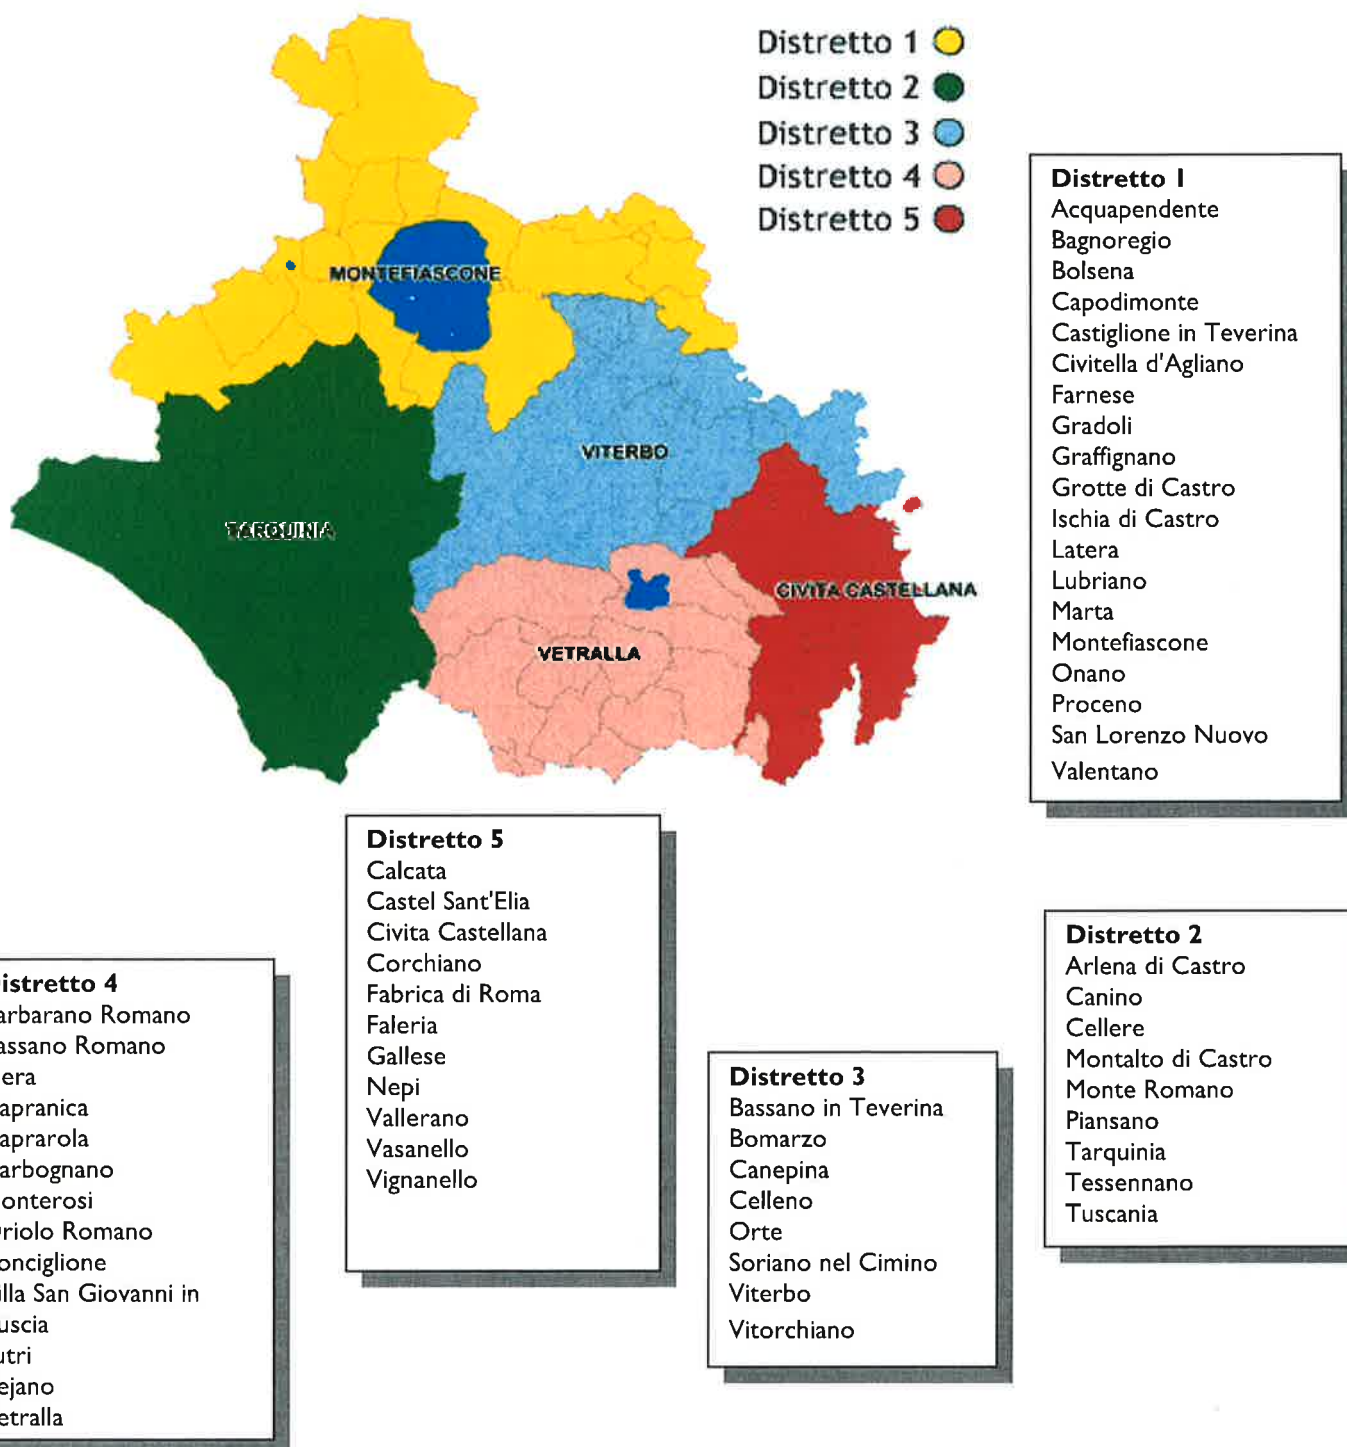 Distretto 1
Distretto 2
Distretto 3
Distretto 4
Distretto 5
MONTEFIASCONE
VITERBO
TARQUINIA
CIVITA CASTELLANA
VETRALLA
Distretto 1
Acquapendente
Bagnoregio
Bolsena
Capodimonte
Castiglione in Teverina
Civitella d'Agliano
Farnese
Gradoli
Graffignano
Grotte di Castro
Ischia di Castro
Latera
Lubriano
Marta
Montefiascone
Onano
Proceno
San Lorenzo Nuovo
Valentano
Distretto 5
Calcata
Castel Sant'Elia
Civita Castellana
Corchiano
Fabrica di Roma
Faleria
Gallese
Nepi
Vallerano
Vasanello
Vignanello
Distretto 2
Arlena di Castro
Canino
Cellere
Montalto di Castro
Monte Romano
Piansano
Tarquinia
Tessennano
Tuscania
istretto 4
arbarano Romano
assano Romano
era
apranica
aprarola
arbognano
onterosi
riolo Romano
onciglione
illa San Giovanni in
uscia
utri
ejano
etralla
Distretto 3
Bassano in Teverina
Bomarzo
Canepina
Celleno
Orte
Soriano nel Cimino
Viterbo
Vitorchiano